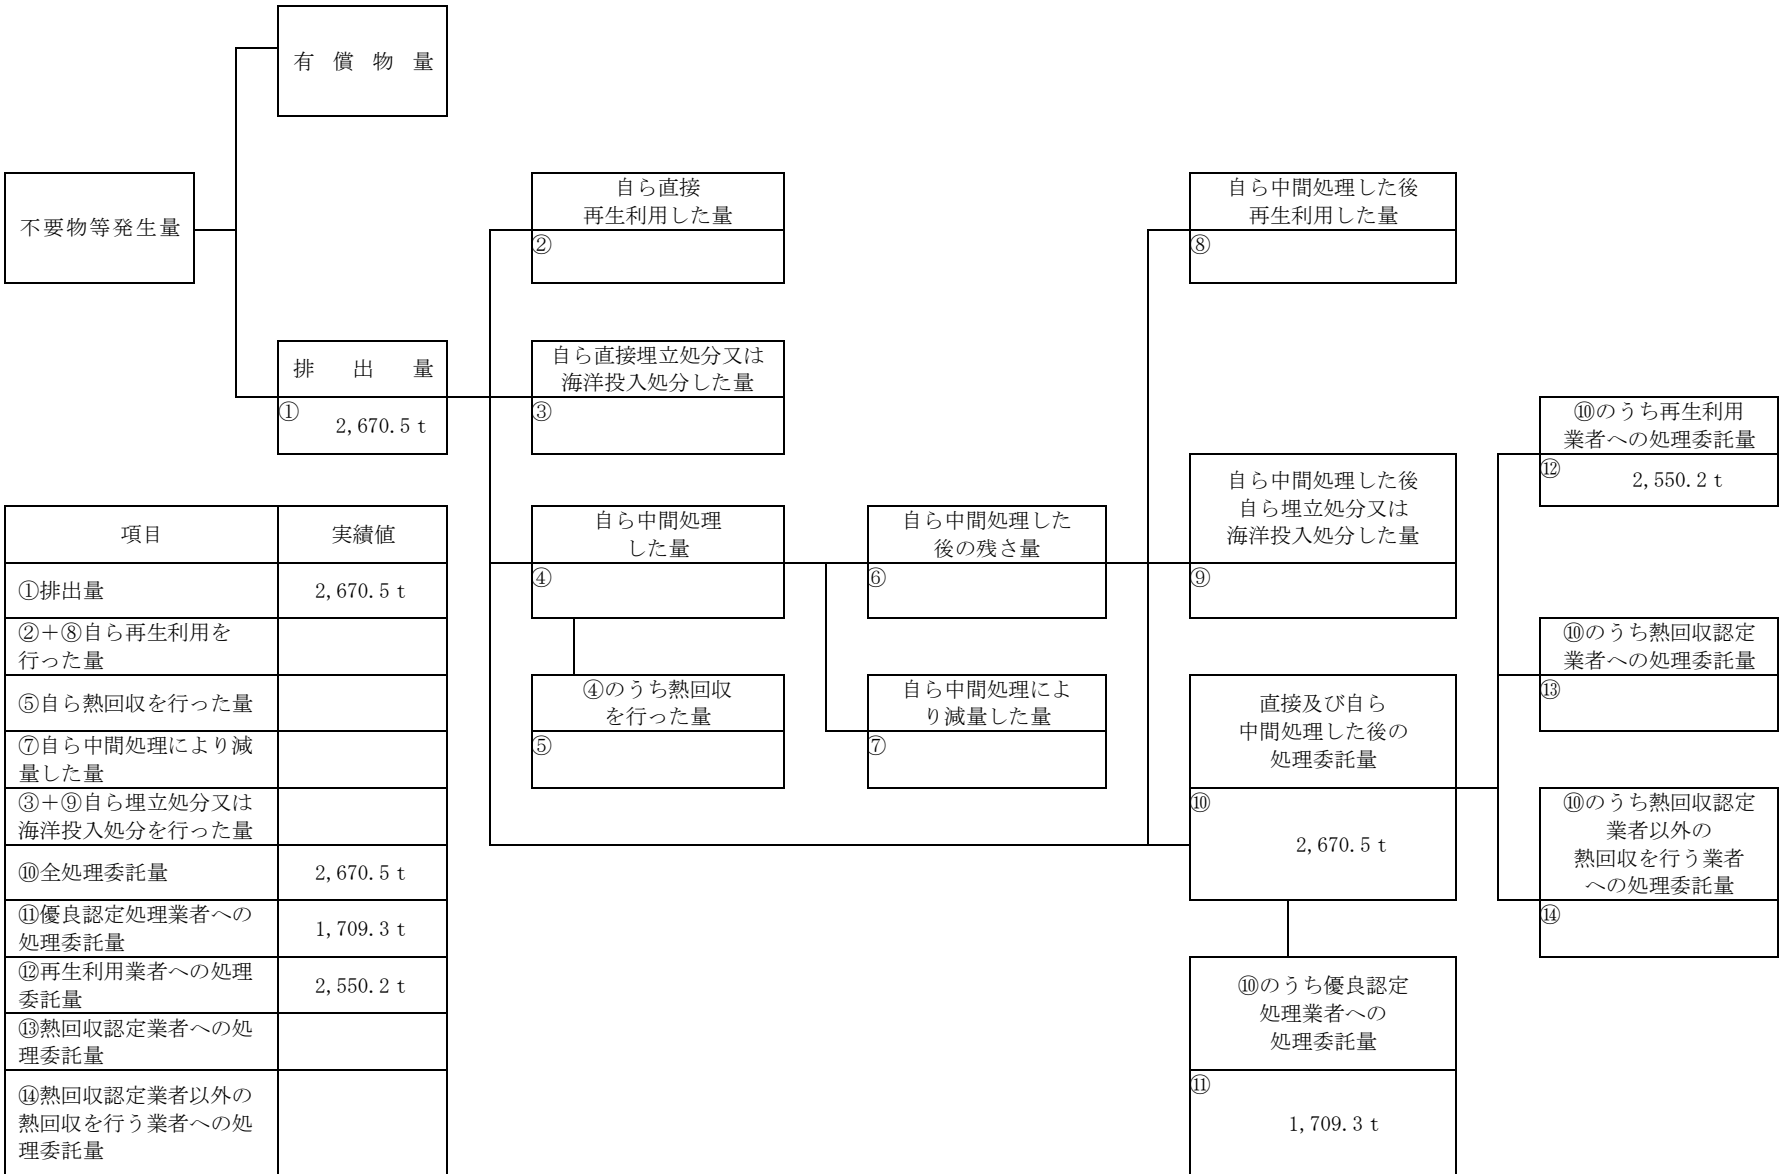 有償物量
不要物等発生量
自ら直接
再生利用した量
②
自ら中間処理した後
再生利用した量
⑧
排出量
①
2,670.5 t
自ら直接埋立処分又は
海洋投入処分した量
③
⑩のうち再生利用
業者への処理委託量
⑫
2,550.2 t
自ら中間処理
した量
④
自ら中間処理した
後の残さ量
⑥
自ら中間処理した後
自ら埋立処分又は
海洋投入処分した量
⑨
⑩のうち熱回収認定
業者への処理委託量
⑬
④のうち熱回収
を行った量
⑤
自ら中間処理によ
り減量した量
⑦
直接及び自ら
中間処理した後の
処理委託量
⑩
2,670.5 t
⑩のうち熱回収認定
業者以外の
熱回収を行う業者
への処理委託量
⑭
⑩のうち優良認定
処理業者への
処理委託量
⑪
1,709.3 t
項目 実績値
①排出量 2,670.5 t
②＋⑧自ら再生利用を
行った量
⑤自ら熱回収を行った量
⑦自ら中間処理により減
量した量
③＋⑨自ら埋立処分又は
海洋投入処分を行った量
⑩全処理委託量 2,670.5 t
⑪優良認定処理業者への
処理委託量 1,709.3 t
⑫再生利用業者への処理
委託量 2,550.2 t
⑬熱回収認定業者への処
理委託量
⑭熱回収認定業者以外の
熱回収を行う業者への処
理委託量